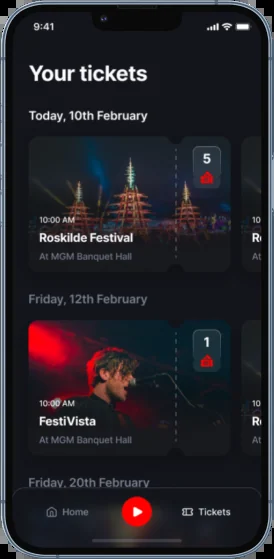 9:41
Your tickets
Today, 10th February
5
10:00 AM
Roskilde Festival
At MGM Banquet Hall
Friday, 12th February
1
10:00 AM
FestiVista
At MGM Banquet Hall
Friday, 20th February
Home
Tickets